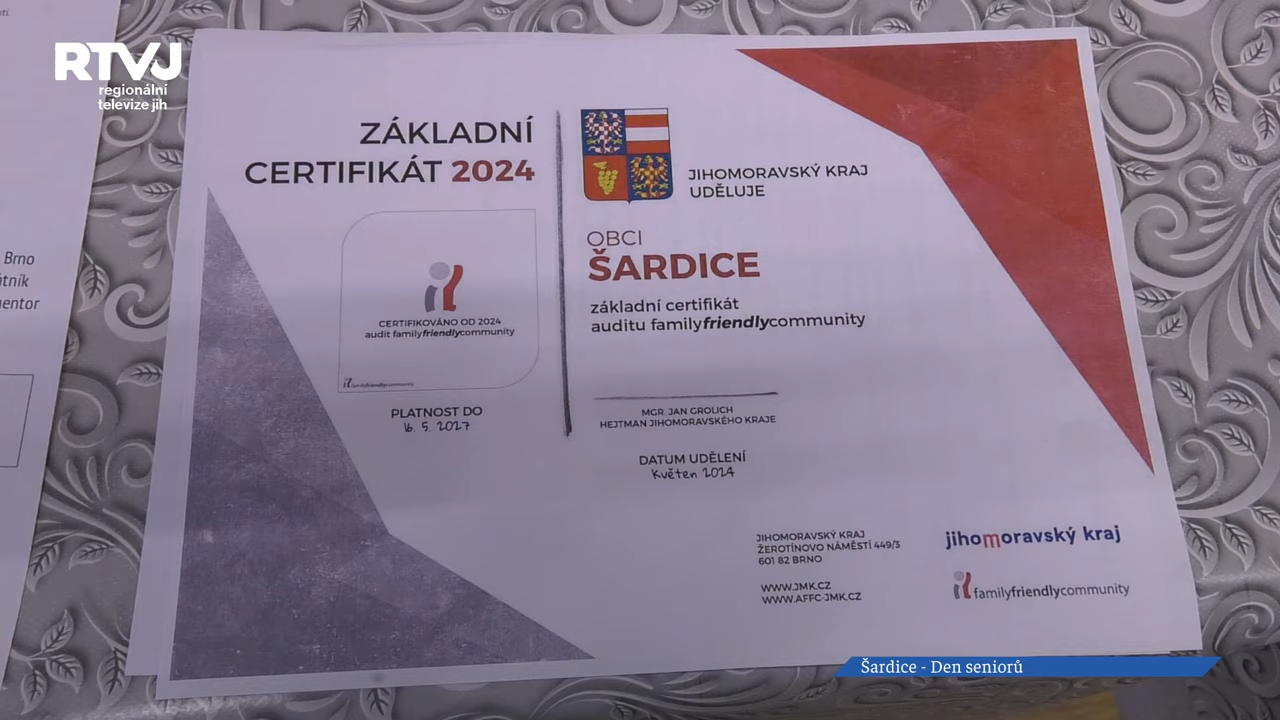 RTVJ
regionální
televize jih
Brno
ZÁKLADNÍ
CERTIFIKÁT 2024
CERTIFIKOVÁNO OD 2024
audit familyfriendlycommunity
familyfriendlycommunity
PLATNOST DO
16. 5. 2027
JIHOMORAVSKÝ KRAJ
UDĚLUJE
OBCI
ŠARDICE
základní certifikát
auditu familyfriendlycommunity
MGR. JAN GROLICH
HEJTMAN JIHOMORAVSKÉHO KRAJE
DATUM UDĚLENÍ
Květen 2024
JIHOMORAVSKÝ KRAJ
ŽEROTÍNOVO NÁMĚSTÍ 449/3
601 82 BRNO
WWW.JMK.CZ
WWW.AFFC-JMK.CZ
jihomoravský kraj
familyfriendlycommunity
Šardice - Den seniorů